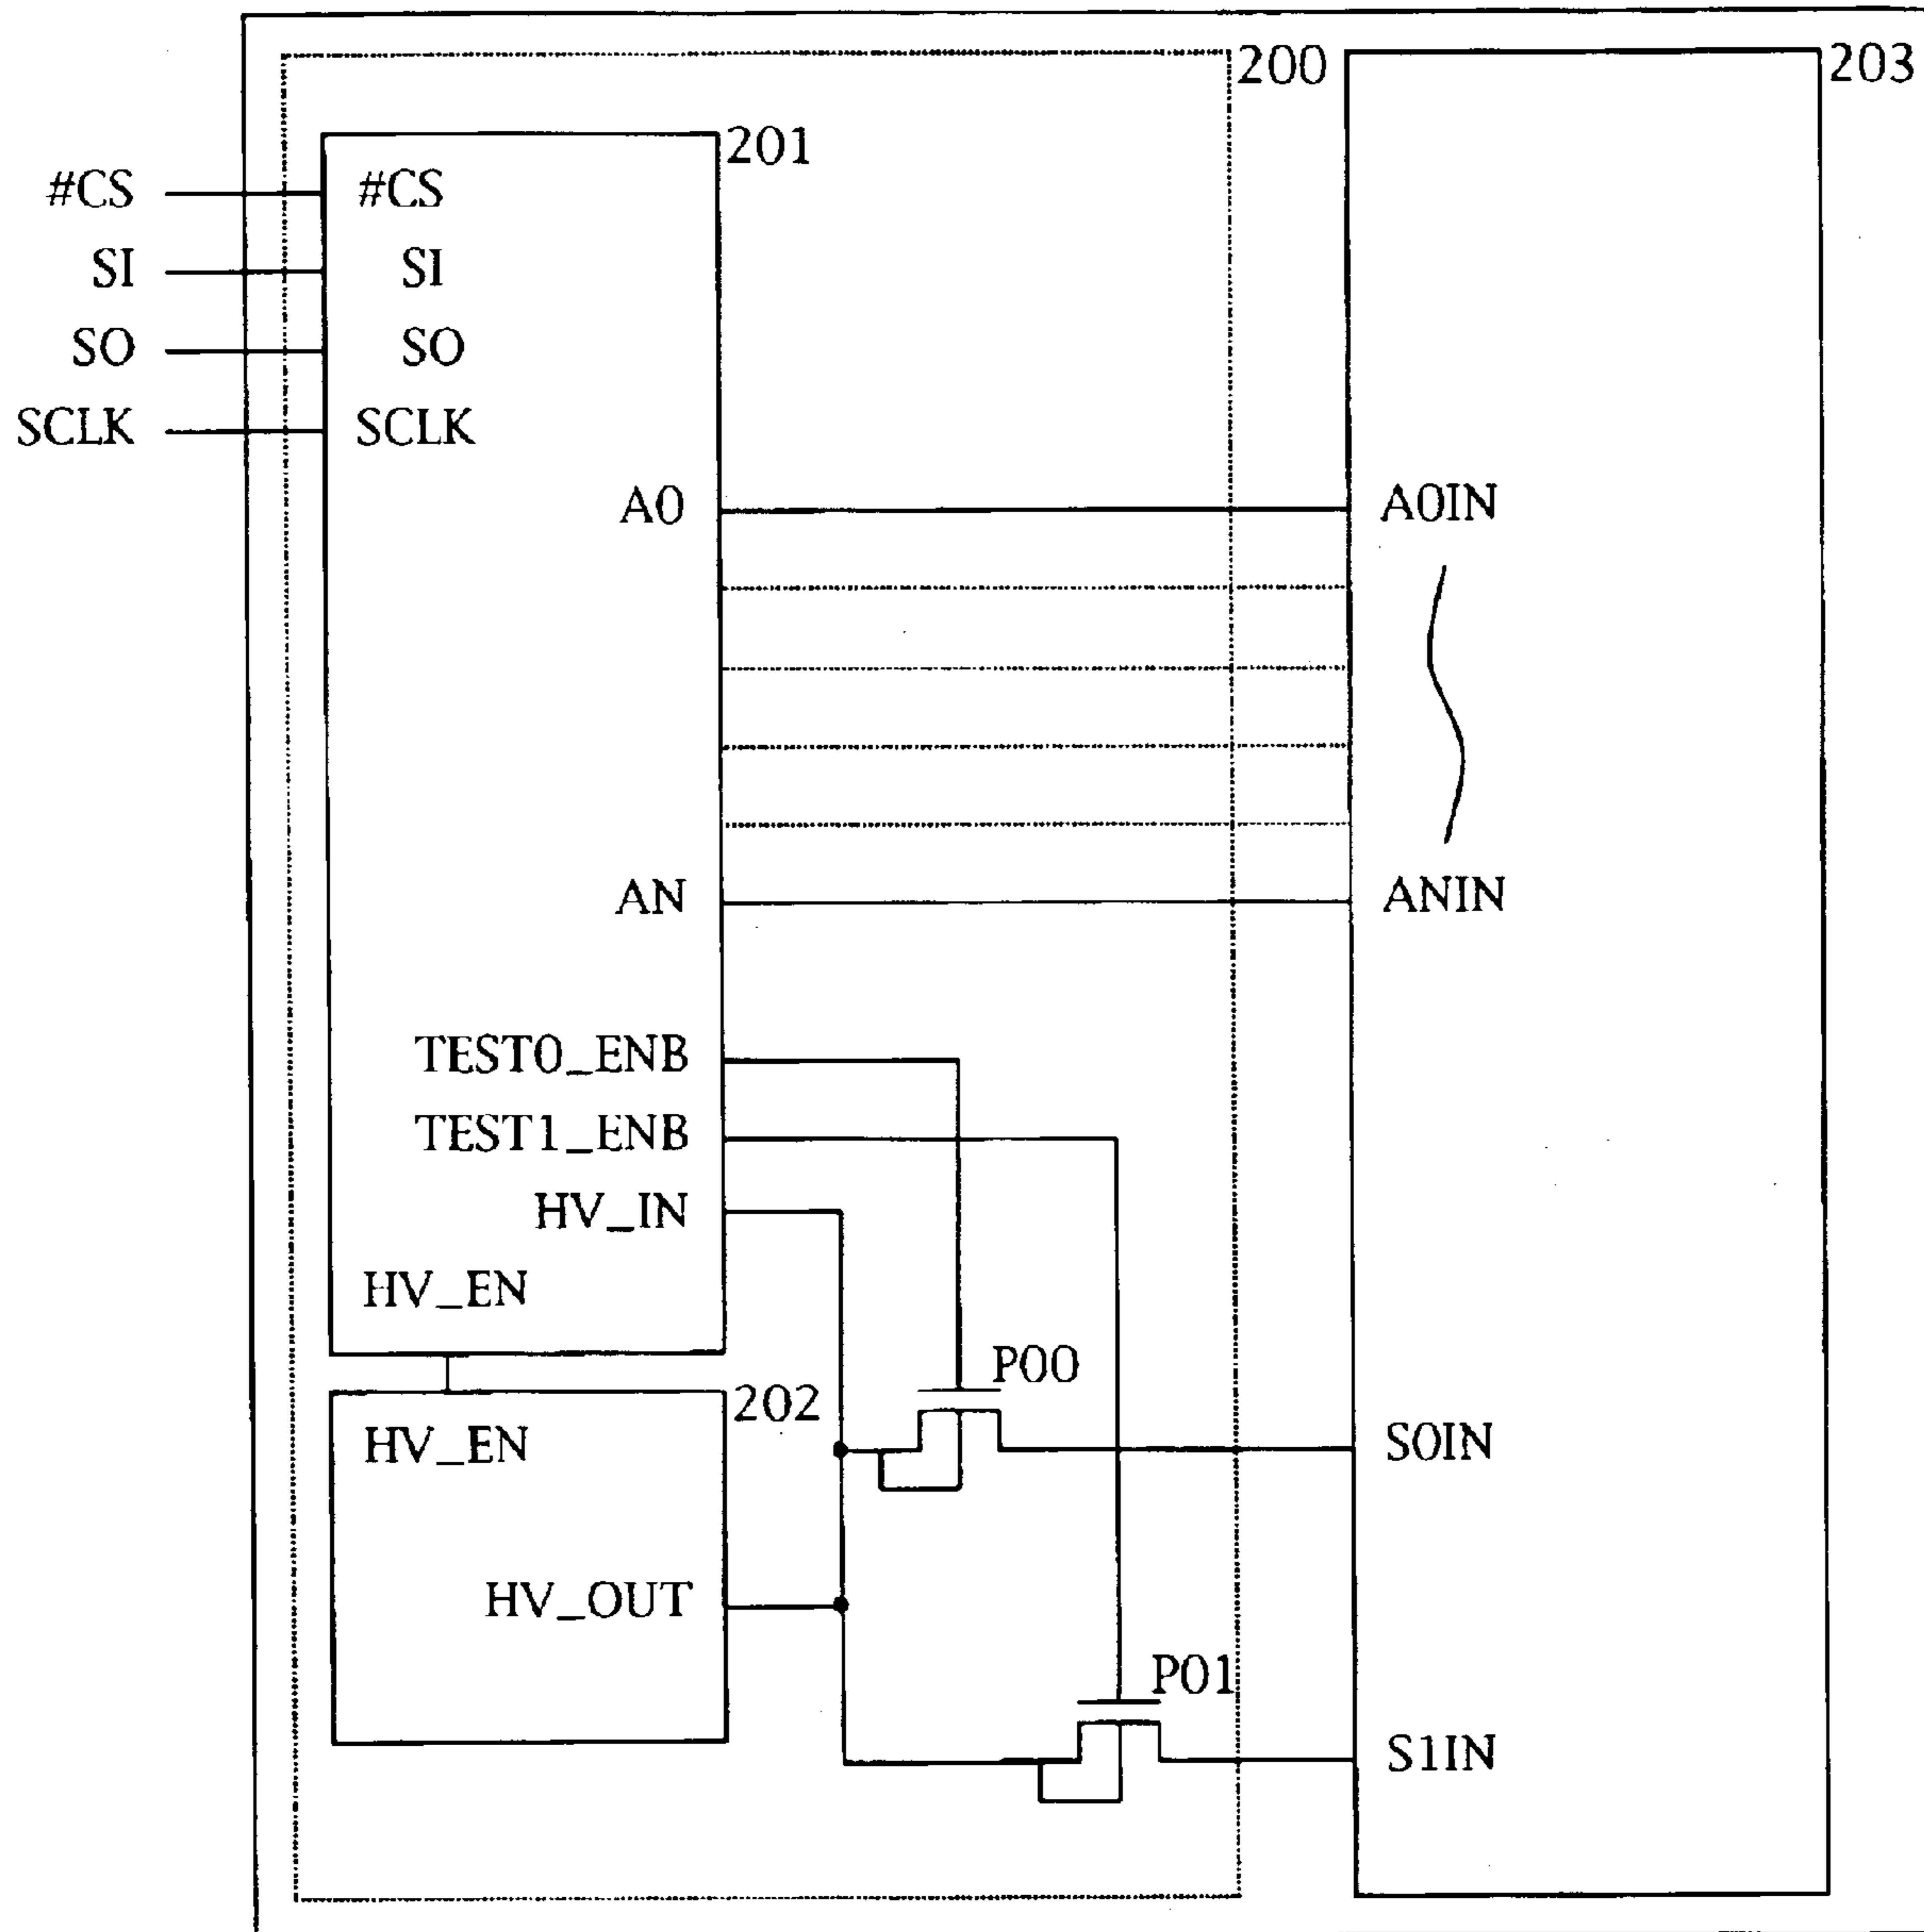 200 203
201
#CS #CS
SI SI
SO SO
SCLK SCLK
A0 A0IN
AN ANIN
TEST0_ENB
TEST1_ENB
HV_IN
HV_EN
P00
202
HV_EN S0IN
HV_OUT
P01
S1IN